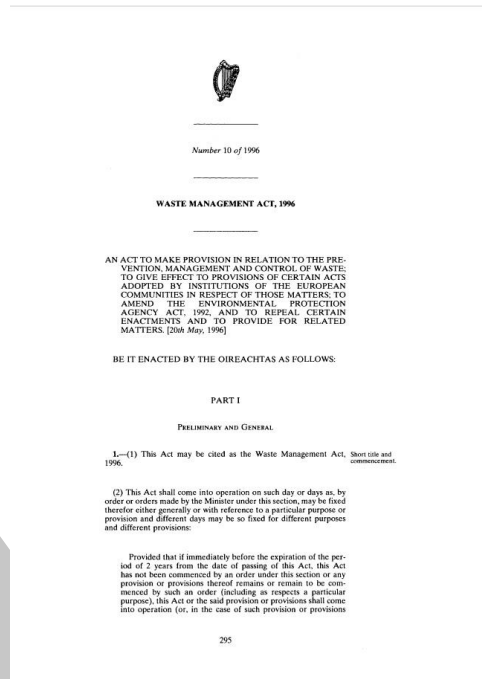 Number 10 of 1996
WASTE MANAGEMENT ACT, 1996
AN ACT TO MAKE PROVISION IN RELATION TO THE PRE-
VENTION, MANAGEMENT AND CONTROL OF WASTE;
TO GIVE EFFECT TO PROVISIONS OF CERTAIN ACTS
ADOPTED BY INSTITUTIONS OF THE EUROPEAN
COMMUNITIES IN RESPECT OF THOSE MATTERS; TO
AMEND THE ENVIRONMENTAL PROTECTION
AGENCY ACT, 1992, AND TO REPEAL CERTAIN
ENACTMENTS AND TO PROVIDE FOR RELATED
MATTERS. [20th May, 1996]
BE IT ENACTED BY THE OIREACHTAS AS FOLLOWS:
PART I
PRELIMINARY AND GENERAL
1.—(1) This Act may be cited as the Waste Management Act,
1996.
Short title and
commencement.
(2) This Act shall come into operation on such day or days as, by
order or orders made by the Minister under this section, may be fixed
therefor either generally or with reference to a particular purpose or
provision and different days may be so fixed for different purposes
and different provisions:
Provided that if immediately before the expiration of the per-
iod of 2 years from the date of passing of this Act, this Act
has not been commenced by an order under this section or any
provision or provisions thereof remains or remain to be com-
menced by such an order (including as respects a particular
purpose), this Act or the said provision or provisions shall come
into operation (or, in the case of such provision or provisions
295